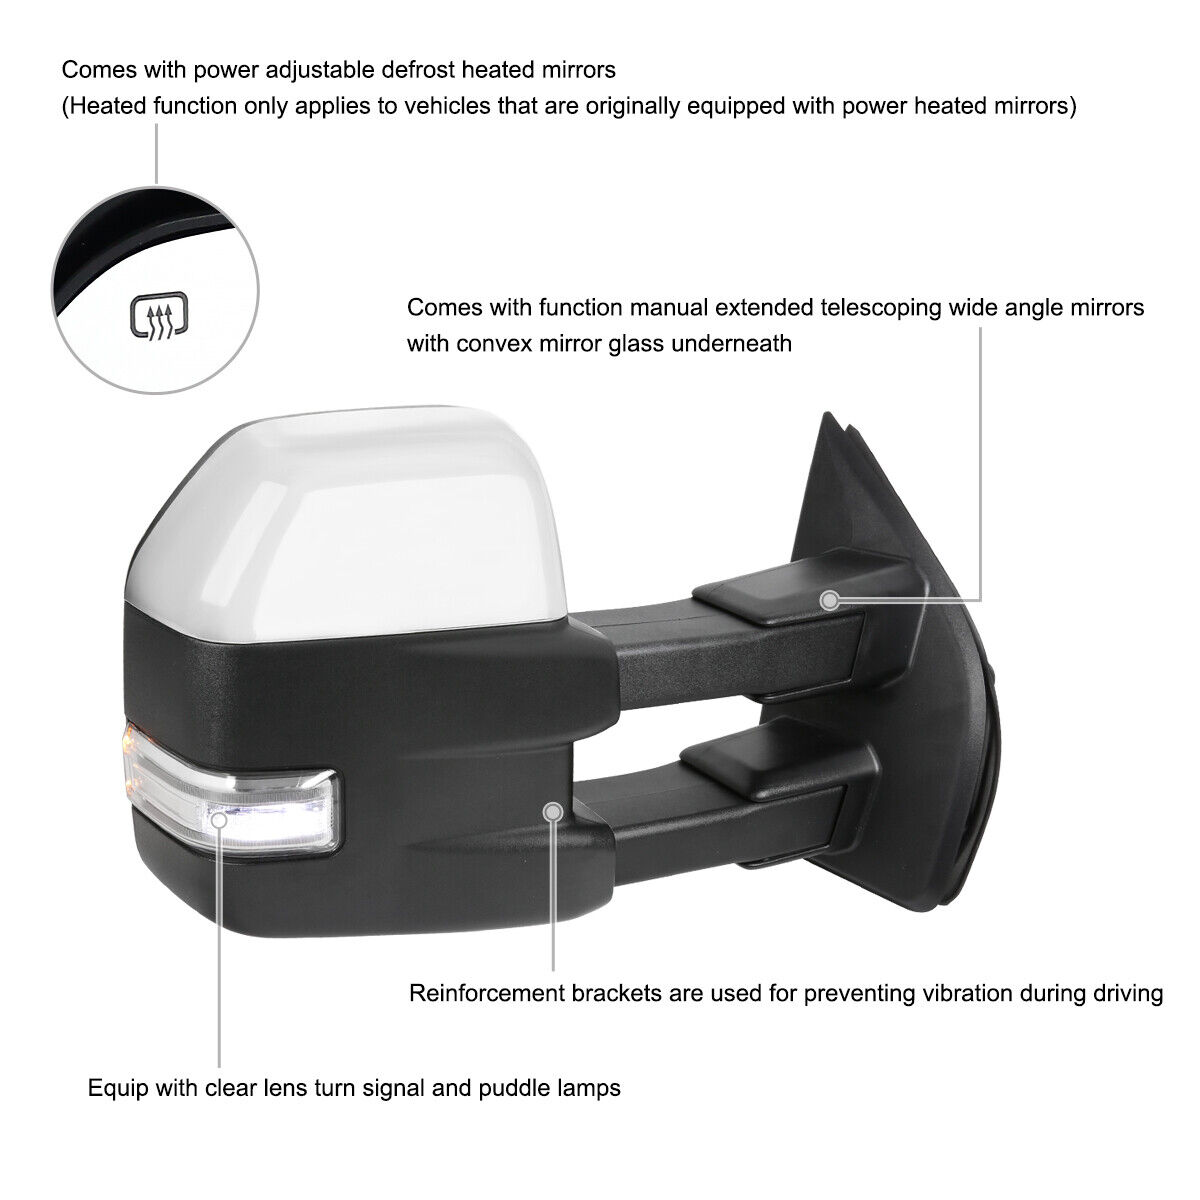 Comes with power adjustable defrost heated mirrors
(Heated function only applies to vehicles that are originally equipped with power heated mirrors)
Comes with function manual extended telescoping wide angle mirrors
with convex mirror glass underneath
Reinforcement brackets are used for preventing vibration during driving
Equip with clear lens turn signal and puddle lamps